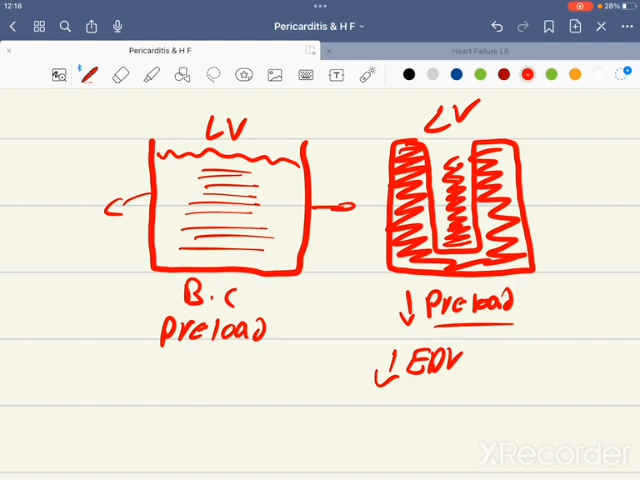 12:18
28%
Pericarditis & H F
Pericarditis & H F
Heart Failure L8
LV
LV
B.C
Preload
↓ Preload
↓ EDV
XRecorder